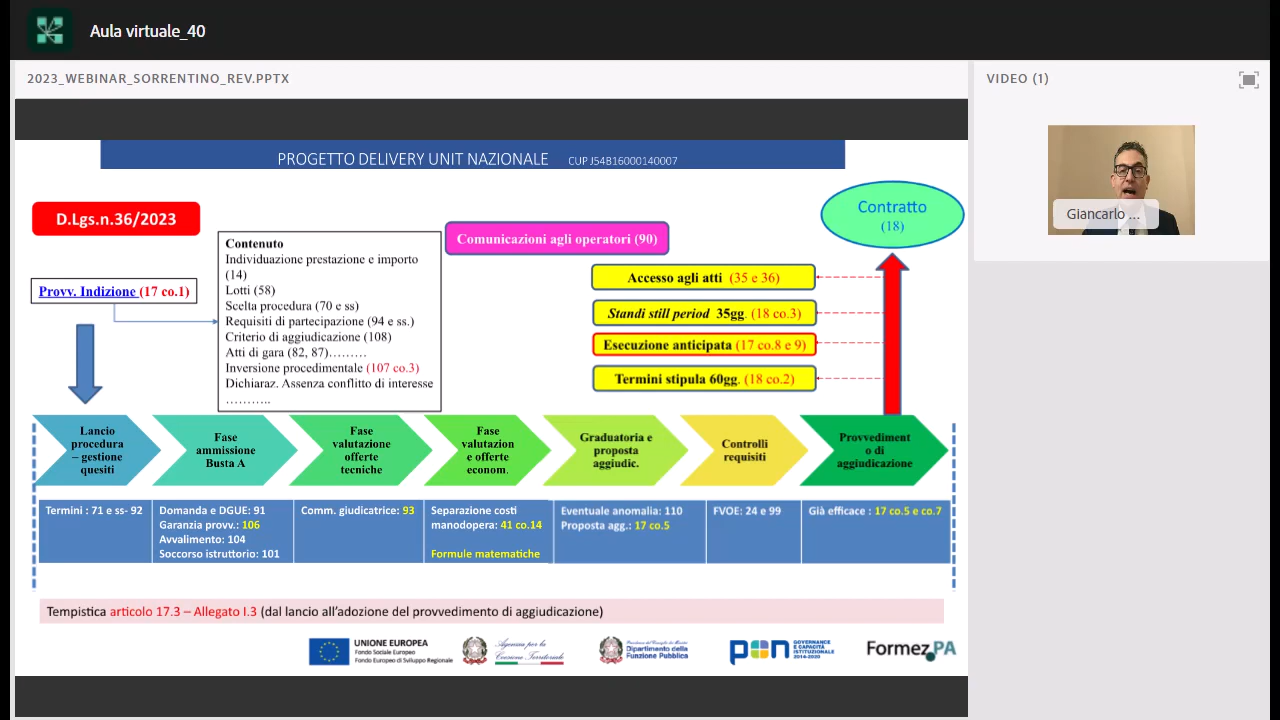 Aula virtuale_40
2023_WEBINAR_SORRENTINO_REV.PPTX
VIDEO (1)
Giancarlo ...
PROGETTO DELIVERY UNIT NAZIONALE CUP J54B16000140007
D.Lgs.n.36/2023
Provv. Indizione (17 co.1)
Contenuto
Individuazione prestazione e importo
(14)
Lotti (58)
Scelta procedura (70 e ss)
Requisiti di partecipazione (94 e ss.)
Criterio di aggiudicazione (108)
Atti di gara (82, 87)………
Inversione procedimentale (107 co.3)
Dichiaraz. Assenza conflitto di interesse
………..
Comunicazioni agli operatori (90)
Contratto
(18)
Accesso agli atti (35 e 36)
Standi still period 35gg. (18 co.3)
Esecuzione anticipata (17 co.8 e 9)
Termini stipula 60gg. (18 co.2)
Lancio
procedura
– gestione
quesiti
Fase
ammissione
Busta A
Fase
valutazione
offerte
tecniche
Fase
valutazion
e offerte
econom.
Graduatoria e
proposta
aggiudic.
Controlli
requisiti
Provvediment
o di
aggiudicazione
Termini : 71 e ss- 92
Domanda e DGUE: 91
Garanzia provv.: 106
Avvalimento: 104
Soccorso istruttorio: 101
Comm. giudicatrice: 93
Separazione costi
manodopera: 41 co.14
Formule matematiche
Eventuale anomalia: 110
Proposta agg.: 17 co.5
FVOE: 24 e 99
Già efficace : 17 co.5 e co.7
Tempistica articolo 17.3 – Allegato I.3 (dal lancio all’adozione del provvedimento di aggiudicazione)
UNIONE EUROPEA
Fondo Sociale Europeo
Fondo Europeo di Sviluppo Regionale
Agenzia per la
Coesione Territoriale
Presidenza del Consiglio dei Ministri
Dipartimento della
Funzione Pubblica
pon
GOVERNANCE
E CAPACITÀ
ISTITUZIONALE
2014-2020
Formez PA